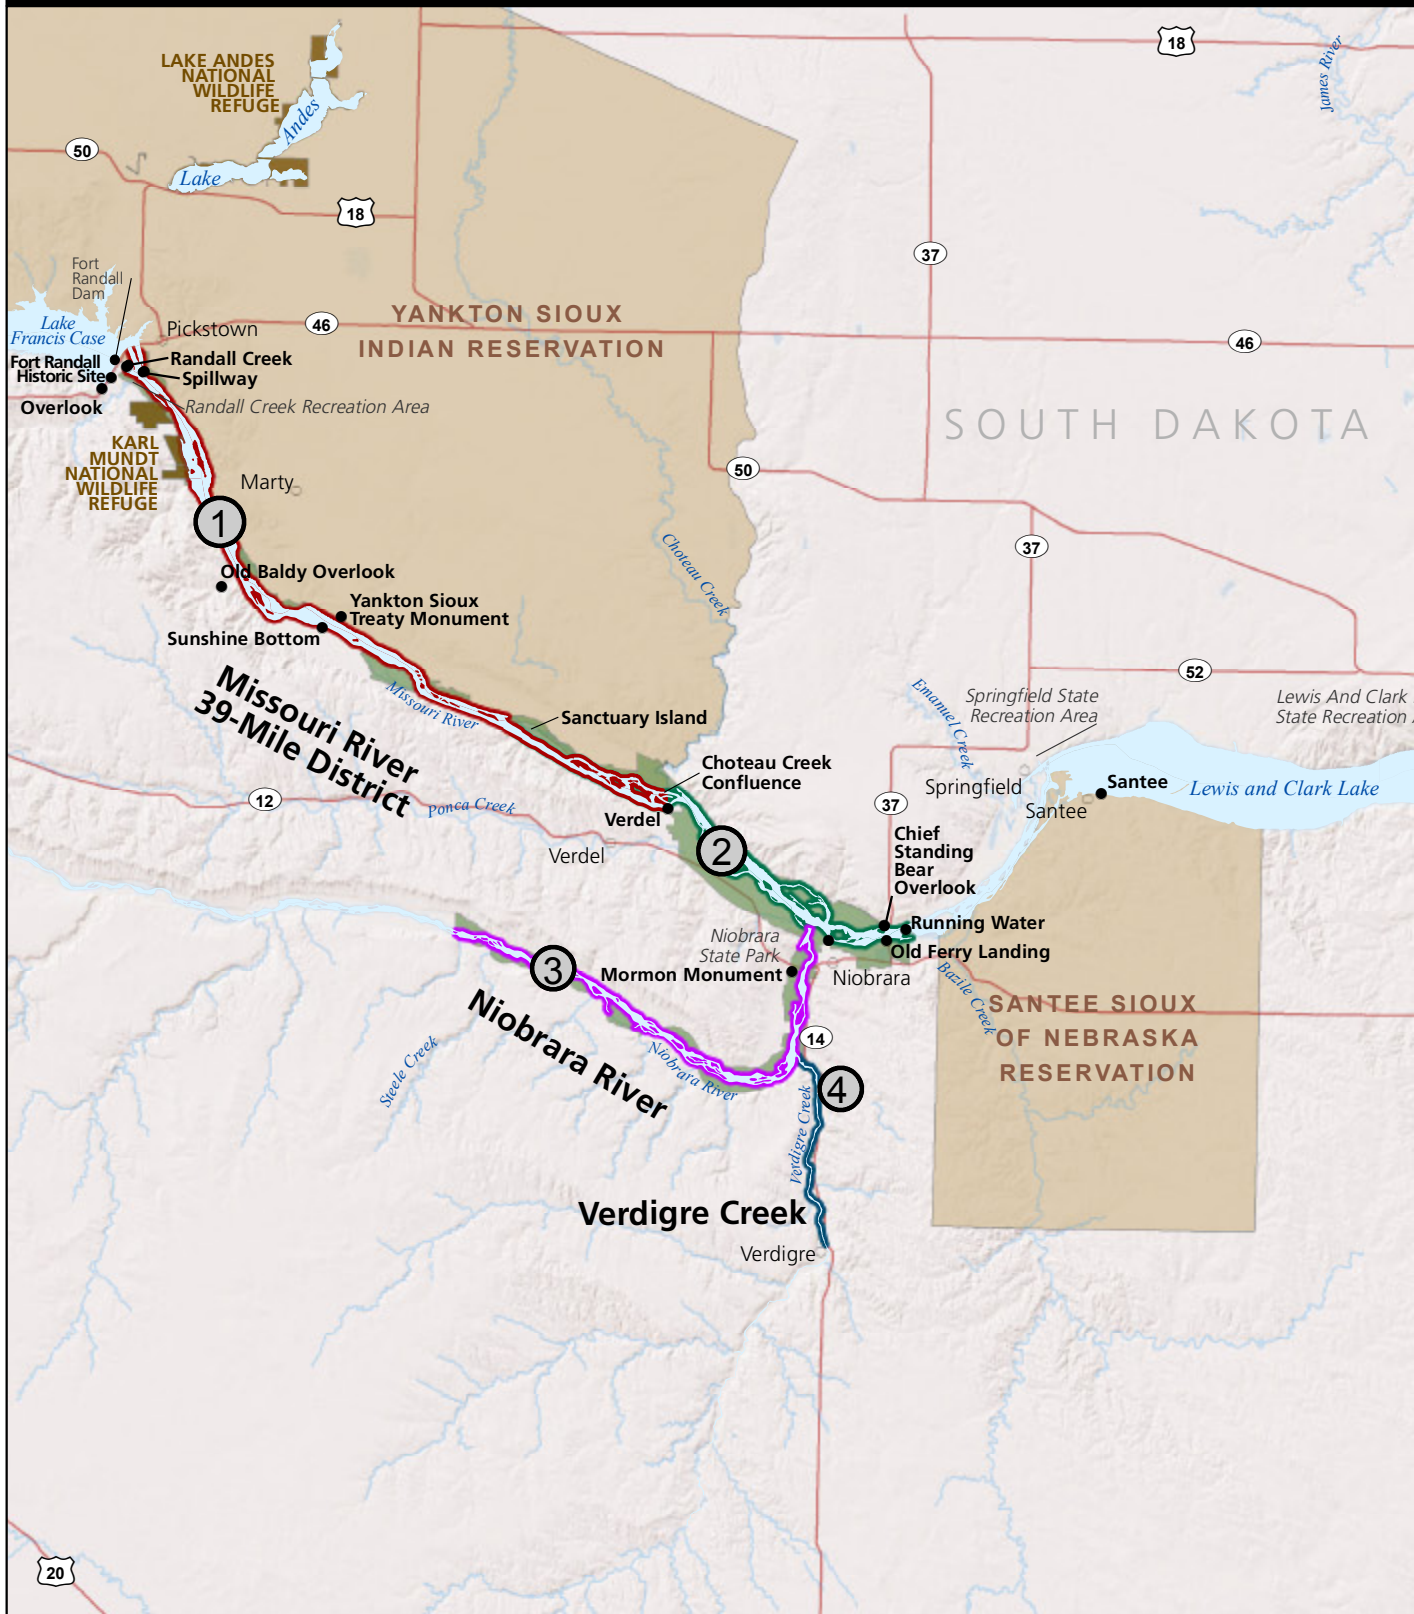 18
James River
LAKE ANDES
NATIONAL
WILDLIFE
REFUGE
Andes
Lake
50
18
37
Fort
Randall
Dam
Lake
Francis Case
Pickstown
46
YANKTON SIOUX
INDIAN RESERVATION
46
Fort Randall
Historic Site
Randall Creek
Spillway
Overlook
Randall Creek Recreation Area
SOUTH DAKOTA
KARL
MUNDT
NATIONAL
WILDLIFE
REFUGE
Marty
50
1
37
Choteau Creek
Old Baldy Overlook
Yankton Sioux
Treaty Monument
Sunshine Bottom
52
Missouri River
39-Mile District
Missouri River
Sanctuary Island
Emanuel Creek
Springfield State
Recreation Area
Lewis And Clark
State Recreation
Choteau Creek
Confluence
12
Ponca Creek
Verdel
Verdel
2
37
Springfield
Santee
Santee
Lewis and Clark Lake
Chief
Standing
Bear
Overlook
Running Water
Old Ferry Landing
Niobrara
State Park
Mormon Monument
Niobrara
Bazile Creek
3
Niobrara River
Niobrara River
Steele Creek
14
4
SANTEE SIOUX
OF NEBRASKA
RESERVATION
Verdigre Creek
Verdigre Creek
Verdigre
20